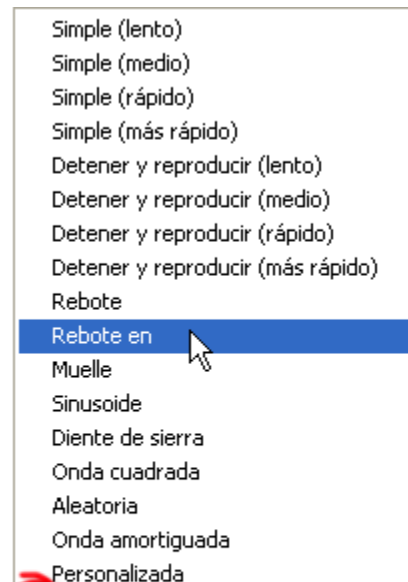 Simple (lento)
Simple (medio)
Simple (rápido)
Simple (más rápido)
Detener y reproducir (lento)
Detener y reproducir (medio)
Detener y reproducir (rápido)
Detener y reproducir (más rápido)
Rebote
Rebote en
Muelle
Sinusoide
Diente de sierra
Onda cuadrada
Aleatoria
Onda amortiguada
Personalizada